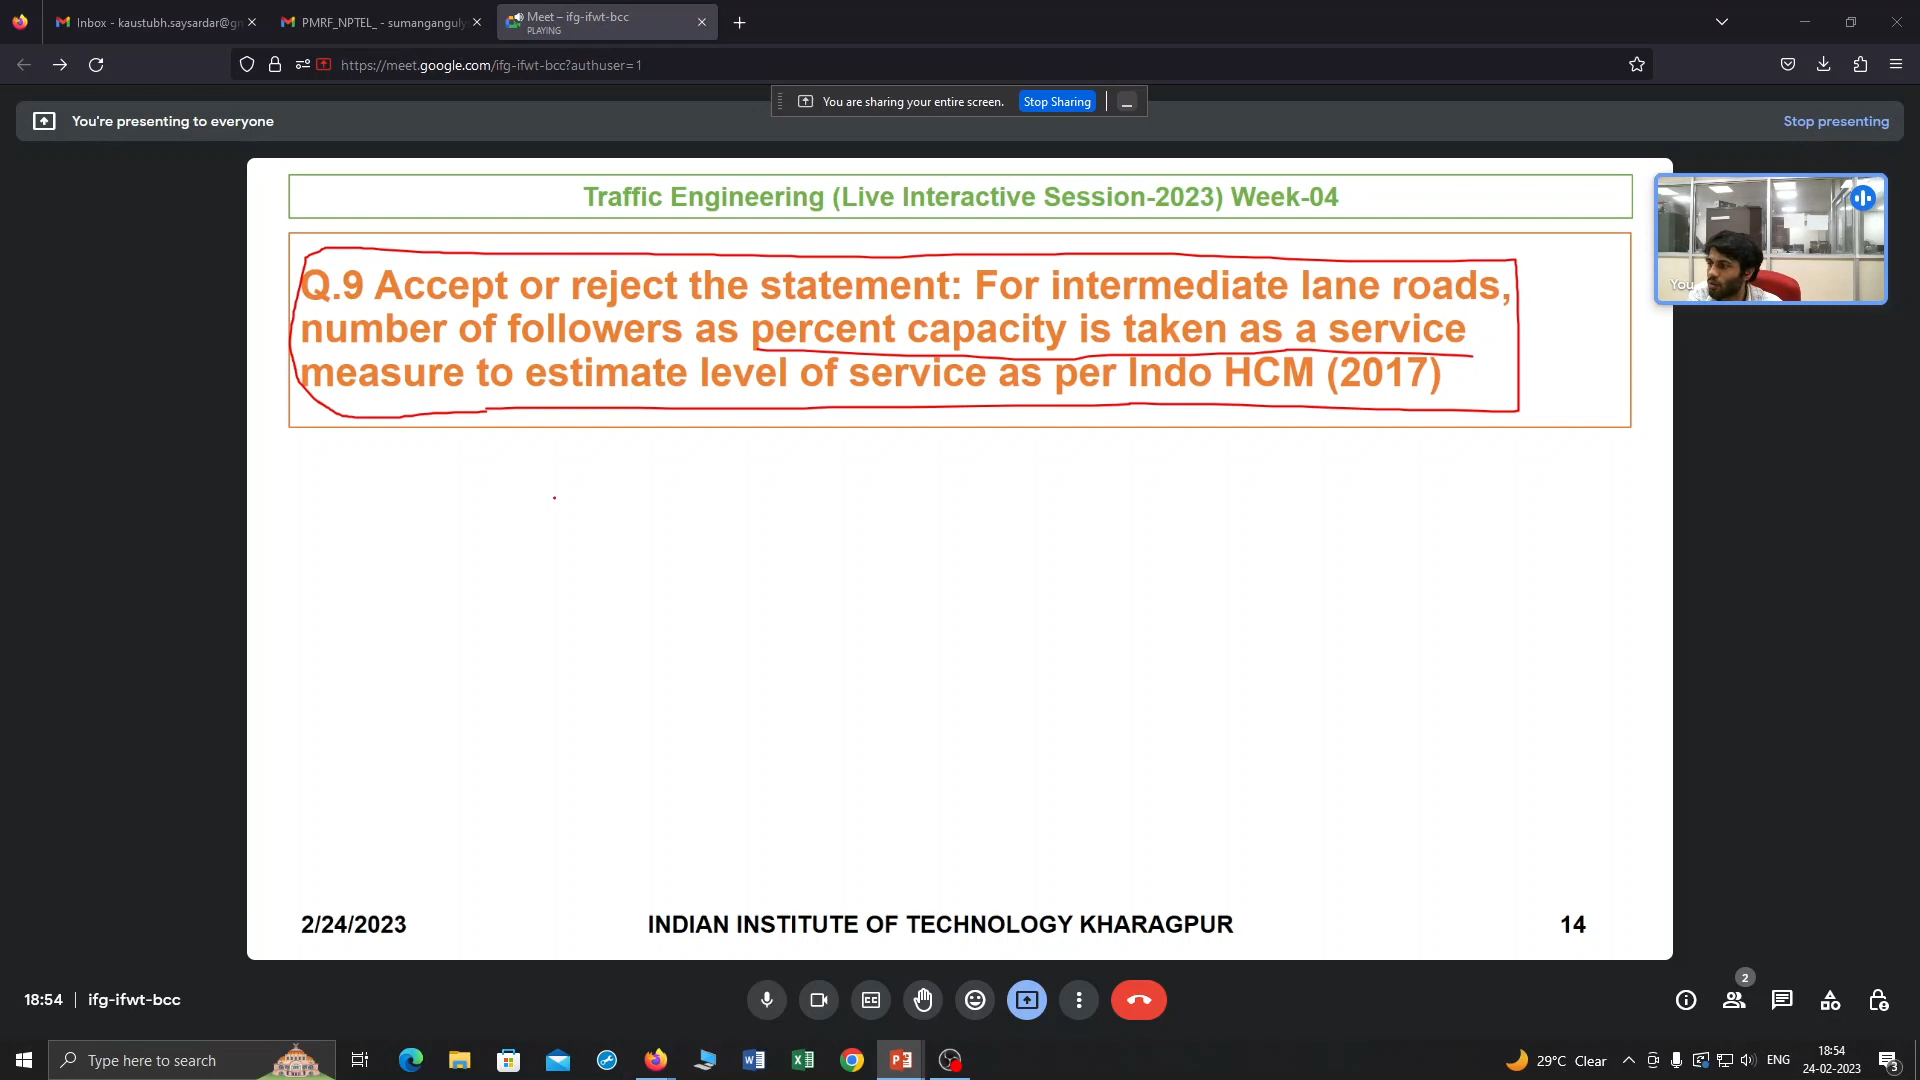 Inbox - kaustubh.saysardar@gm
PMRF_NPTEL_ - sumanganguly
Meet – ifg-ifwt-bcc
PLAYING
https://meet.google.com/ifg-ifwt-bcc?authuser=1
You are sharing your entire screen.
Stop Sharing
You're presenting to everyone
Stop presenting
Traffic Engineering (Live Interactive Session-2023) Week-04
Q.9 Accept or reject the statement: For intermediate lane roads,
number of followers as percent capacity is taken as a service
measure to estimate level of service as per Indo HCM (2017)
You
2/24/2023
INDIAN INSTITUTE OF TECHNOLOGY KHARAGPUR
14
18:54 | ifg-ifwt-bcc
2
Type here to search
29°C Clear
ENG
18:54
24-02-2023
3